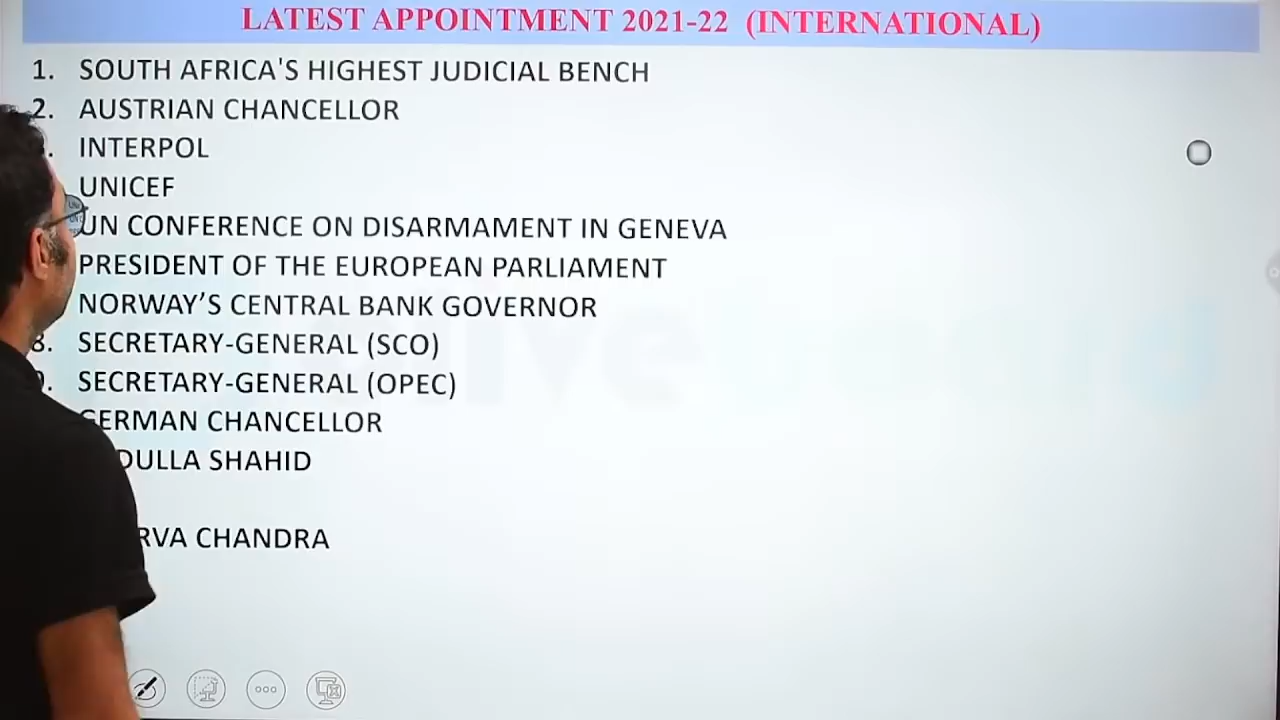 LATEST APPOINTMENT 2021-22 (INTERNATIONAL)
1. SOUTH AFRICA'S HIGHEST JUDICIAL BENCH
2. AUSTRIAN CHANCELLOR
INTERPOL
UNICEF
UN CONFERENCE ON DISARMAMENT IN GENEVA
PRESIDENT OF THE EUROPEAN PARLIAMENT
NORWAY’S CENTRAL BANK GOVERNOR
8. SECRETARY-GENERAL (SCO)
SECRETARY-GENERAL (OPEC)
GERMAN CHANCELLOR
DULLA SHAHID
RVA CHANDRA